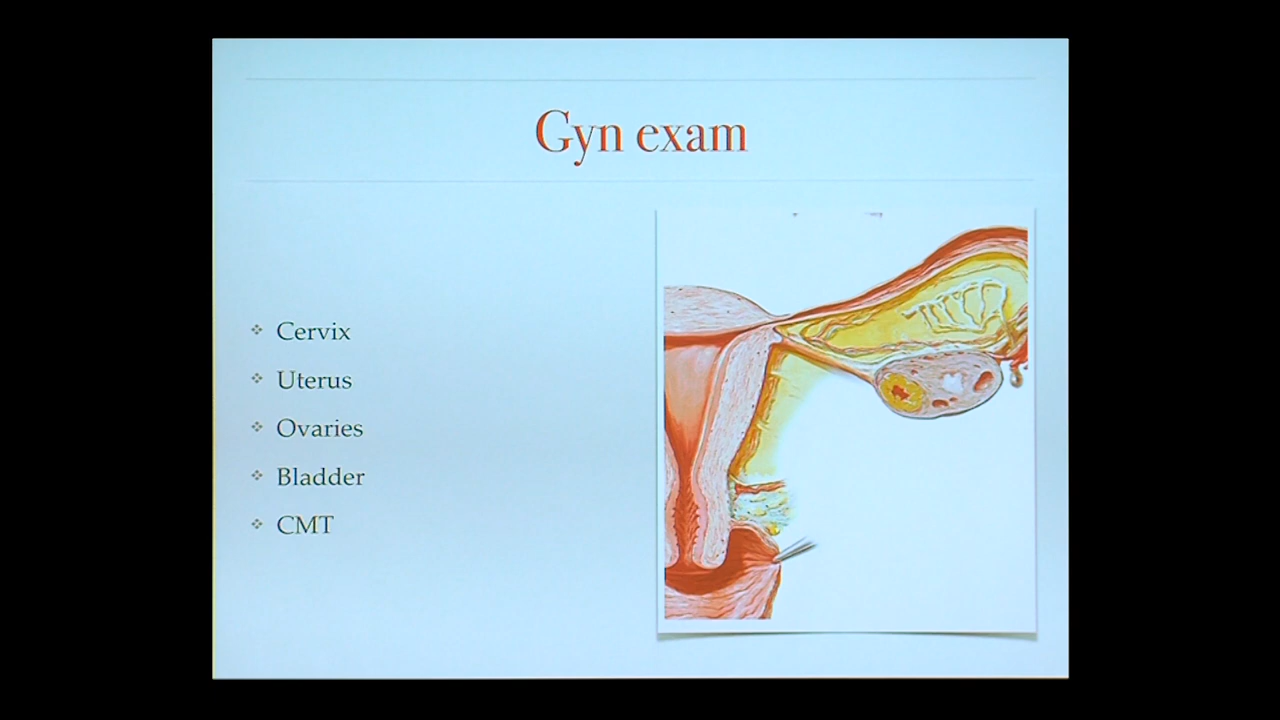 Gyn exam
Cervix
Uterus
Ovaries
Bladder
CMT